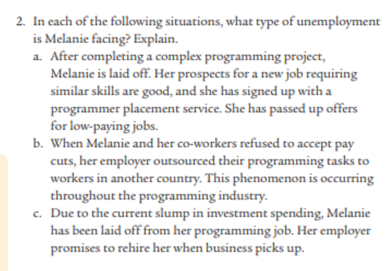 2. In each of the following situations, what type of unemployment
is Melanie facing? Explain.
a. After completing a complex programming project,
Melanie is laid off. Her prospects for a new job requiring
similar skills are good, and she has signed up with a
programmer placement service. She has passed up offers
for low-paying jobs.
b. When Melanie and her co-workers refused to accept pay
cuts, her employer outsourced their programming tasks to
workers in another country. This phenomenon is occurring
throughout the programming industry.
c. Due to the current slump in investment spending, Melanie
has been laid off from her programming job. Her employer
promises to rehire her when business picks up.